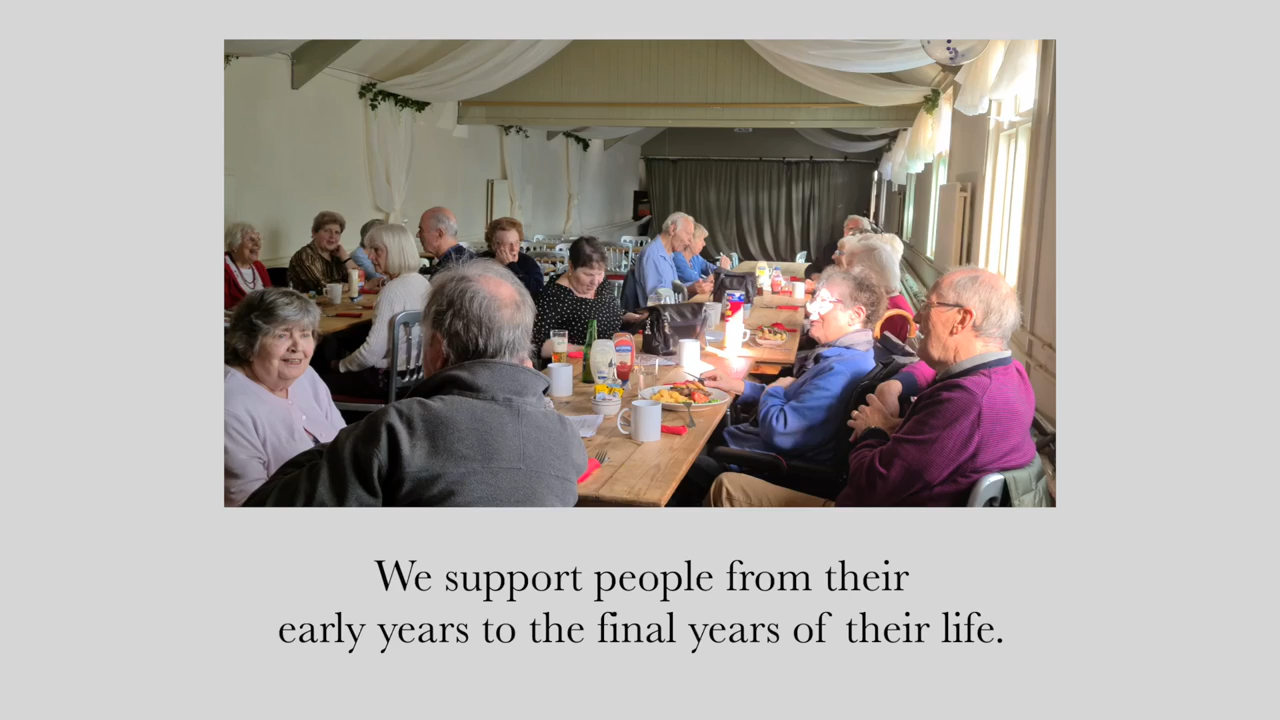 We support people from their
early years to the final years of their life.